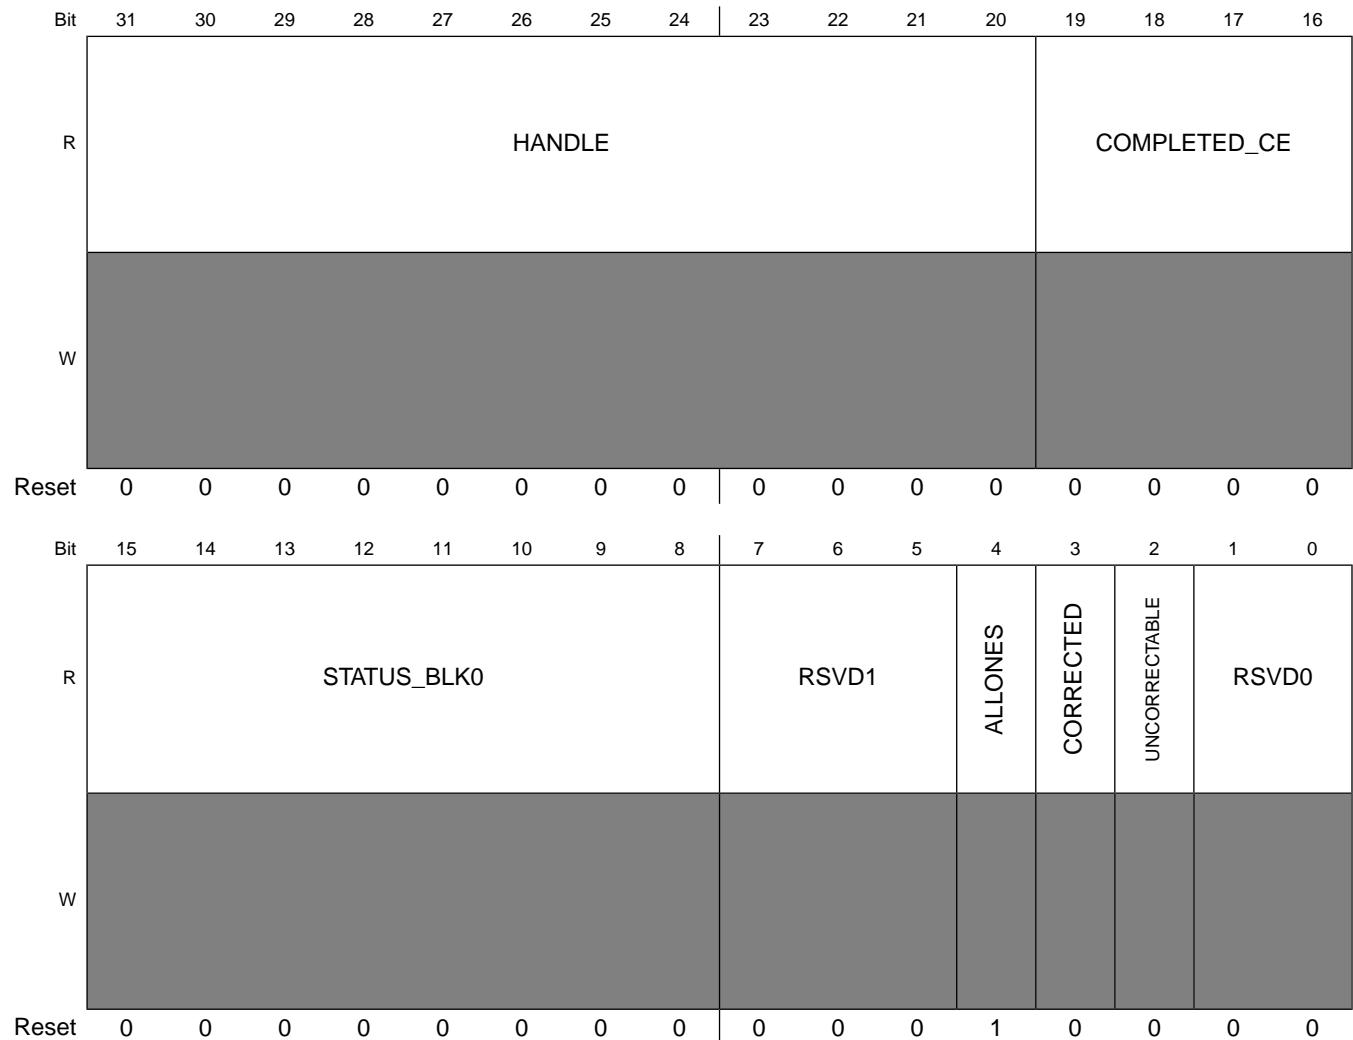 Bit 31 30 29 28 27 26 25 24 23 22 21 20 19 18 17 16
R HANDLE COMPLETED_CE
W
Reset 0 0 0 0 0 0 0 0 0 0 0 0 0 0 0 0
Bit 15 14 13 12 11 10 9 8 7 6 5 4 3 2 1 0
R STATUS_BLK0 RSVD1 ALLONES CORRECTED UNCORRECTABLE RSVD0
W
Reset 0 0 0 0 0 0 0 0 0 0 0 1 0 0 0 0